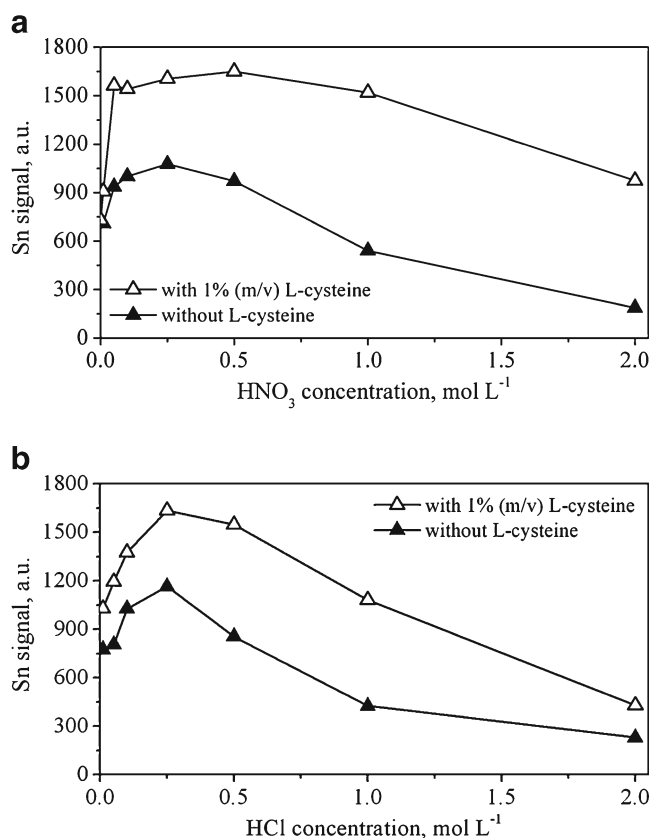 a
1800
1500
1200
900
600
300
0
Sn signal, a.u.
with 1% (m/v) L-cysteine
without L-cysteine
0.0 0.5 1.0 1.5 2.0
HNO3 concentration, mol L-1
b
1800
1500
1200
900
600
300
0
Sn signal, a.u.
with 1% (m/v) L-cysteine
without L-cysteine
0.0 0.5 1.0 1.5 2.0
HCl concentration, mol L-1